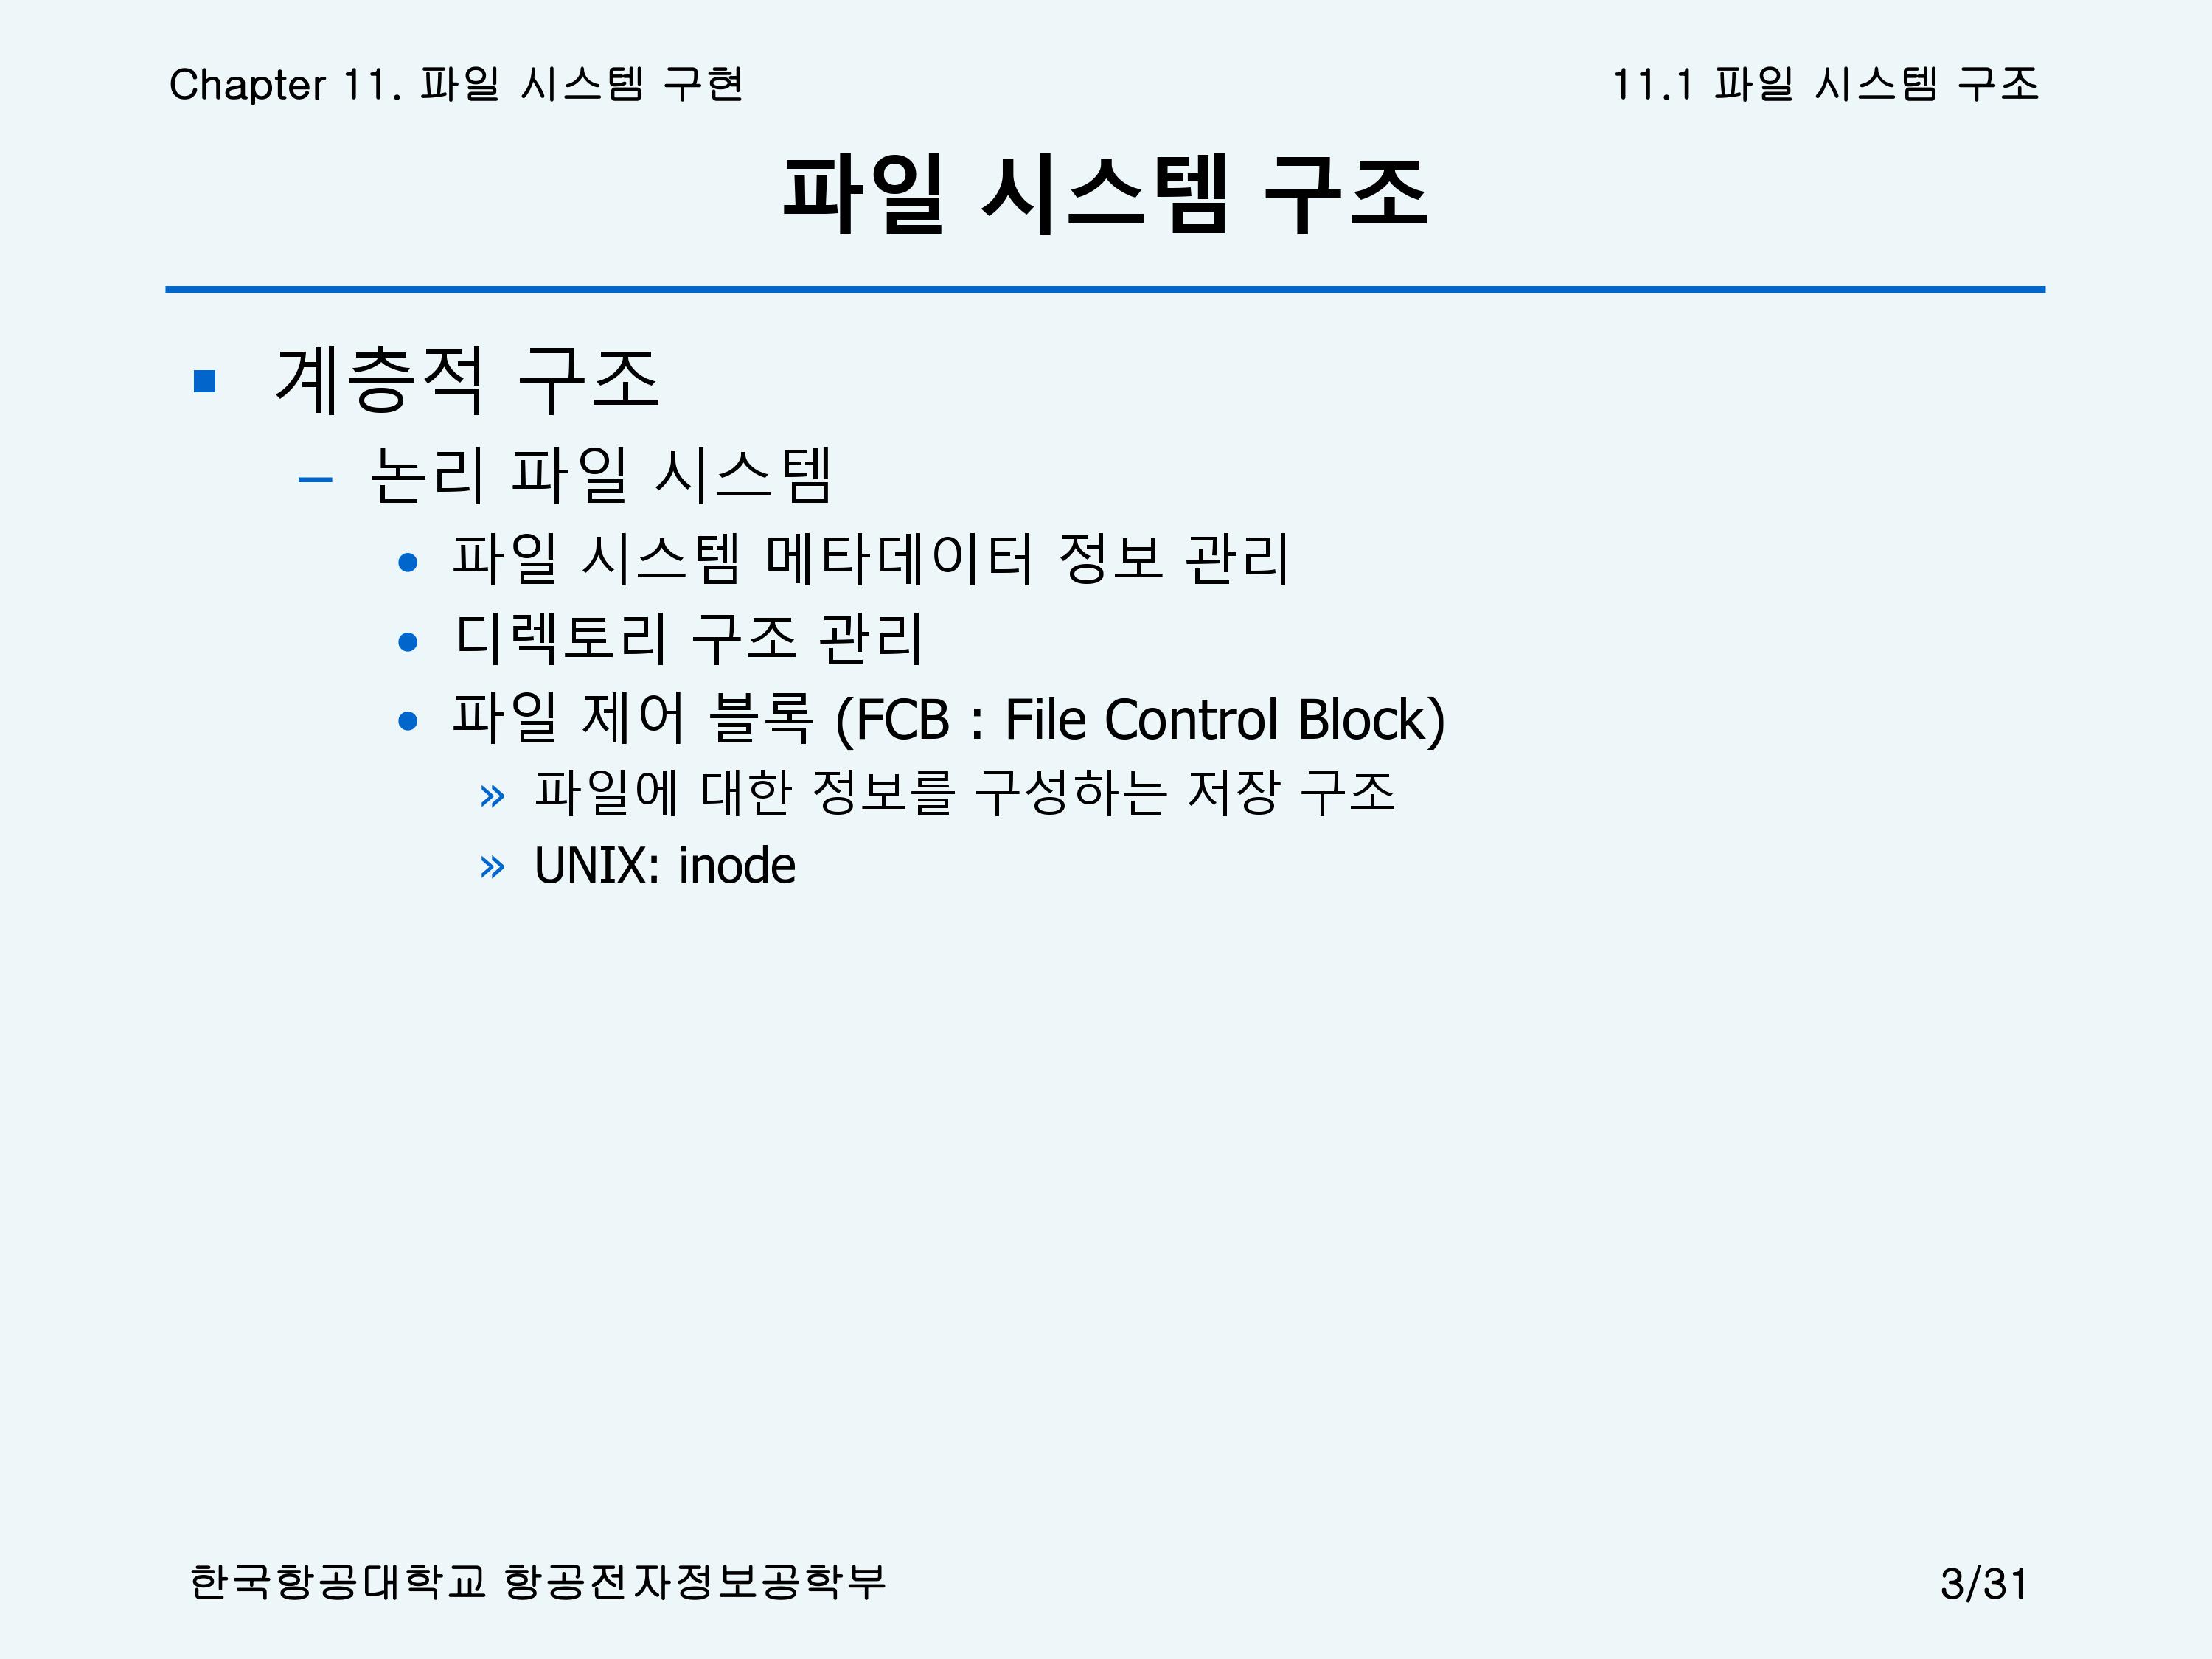 Chapter 11. 파일 시스템 구현
11.1 파일 시스템 구조
파일 시스템 구조
▪ 계층적 구조
– 논리 파일 시스템
• 파일 시스템 메타데이터 정보 관리
• 디렉토리 구조 관리
• 파일 제어 블록 (FCB : File Control Block)
» 파일에 대한 정보를 구성하는 저장 구조
» UNIX: inode
한국항공대학교 항공전자정보공학부
3/31